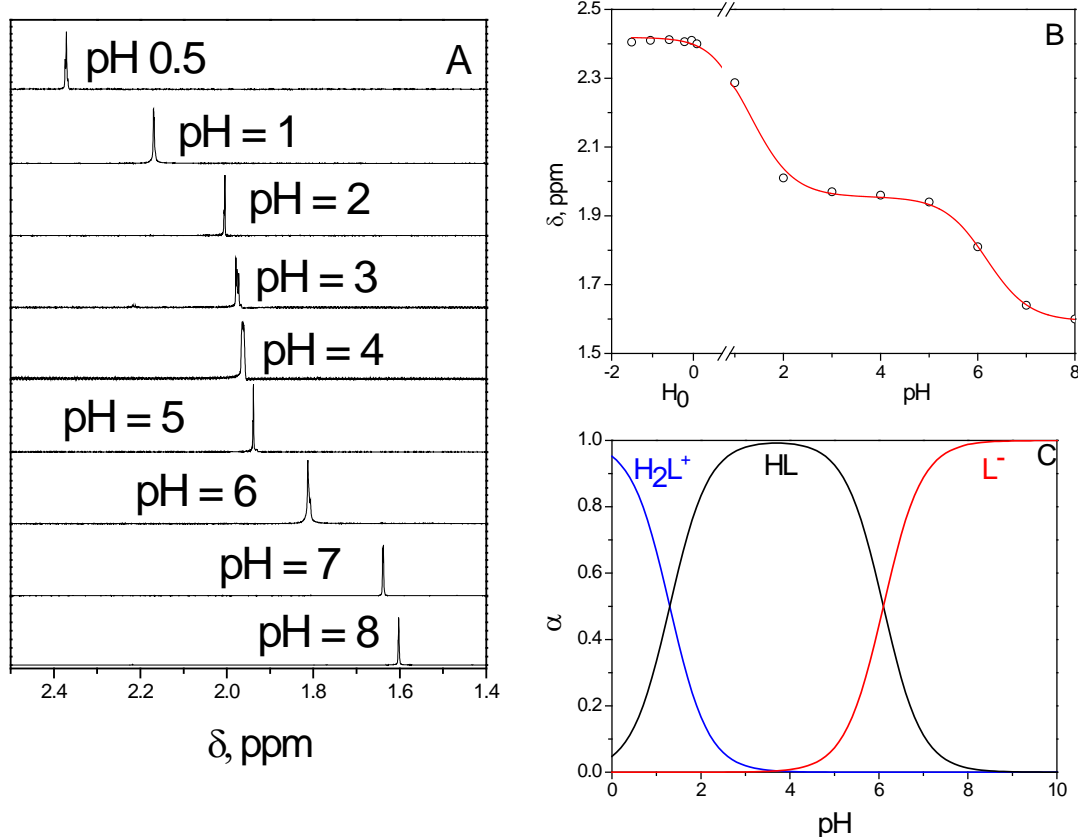 A
pH 0.5
pH = 1
pH = 2
pH = 3
pH = 4
pH = 5
pH = 6
pH = 7
pH = 8
2.4 2.2 2.0 1.8 1.6 1.4
δ, ppm
B
2.5
2.3
2.1
1.9
1.7
1.5
δ, ppm
-2 0 2 4 6 8
H0 pH
C
H2L+ HL L-
1.0
0.8
0.6
0.4
0.2
0.0
α
0 2 4 6 8 10
pH